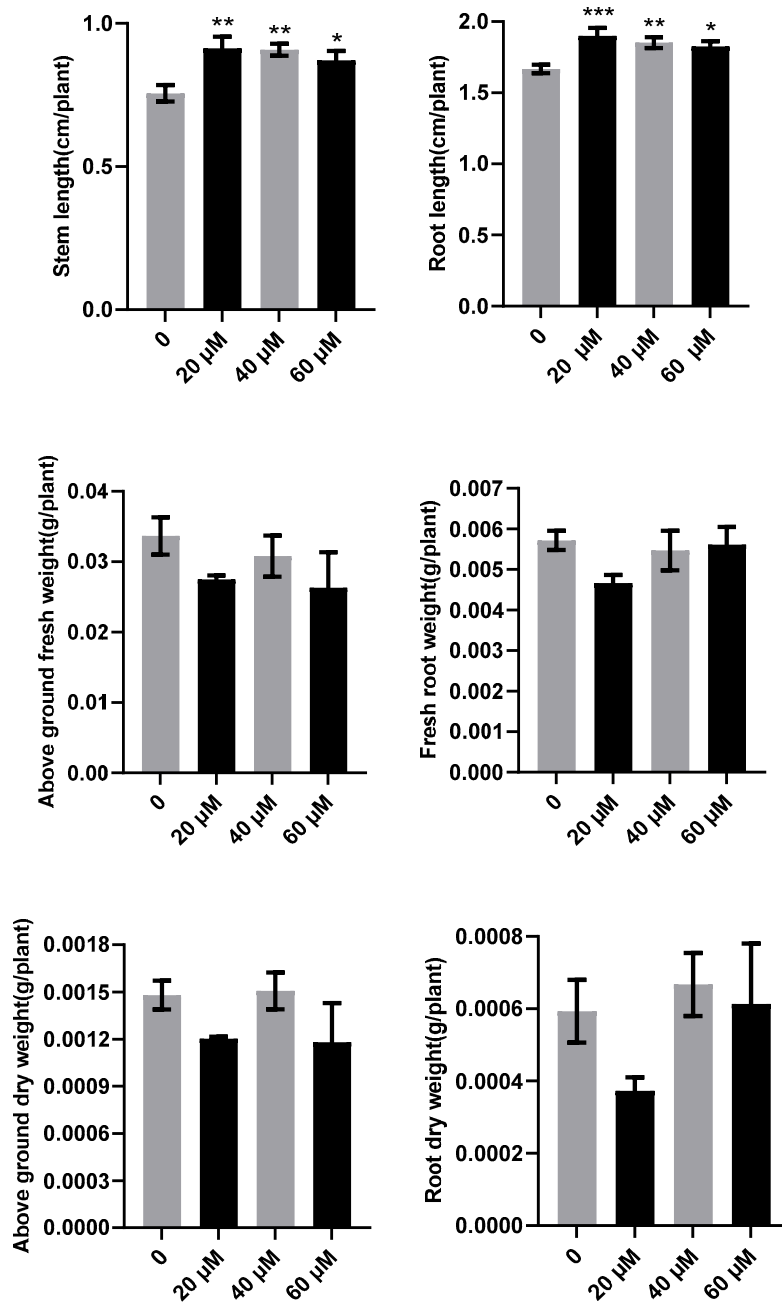 Stem length(cm/plant)
1.0
0.5
0.0
**
**
*
0
20 μM
40 μM
60 μM
Root length(cm/plant)
2.0
1.5
1.0
0.5
0.0
***
**
*
0
20 μM
40 μM
60 μM
Above ground fresh weight(g/plant)
0.04
0.03
0.02
0.01
0.00
0
20 μM
40 μM
60 μM
Fresh root weight(g/plant)
0.007
0.006
0.005
0.004
0.003
0.002
0.001
0.000
0
20 μM
40 μM
60 μM
Above ground dry weight(g/plant)
0.0018
0.0015
0.0012
0.0009
0.0006
0.0003
0.0000
0
20 μM
40 μM
60 μM
Root dry weight(g/plant)
0.0008
0.0006
0.0004
0.0002
0.0000
0
20 μM
40 μM
60 μM